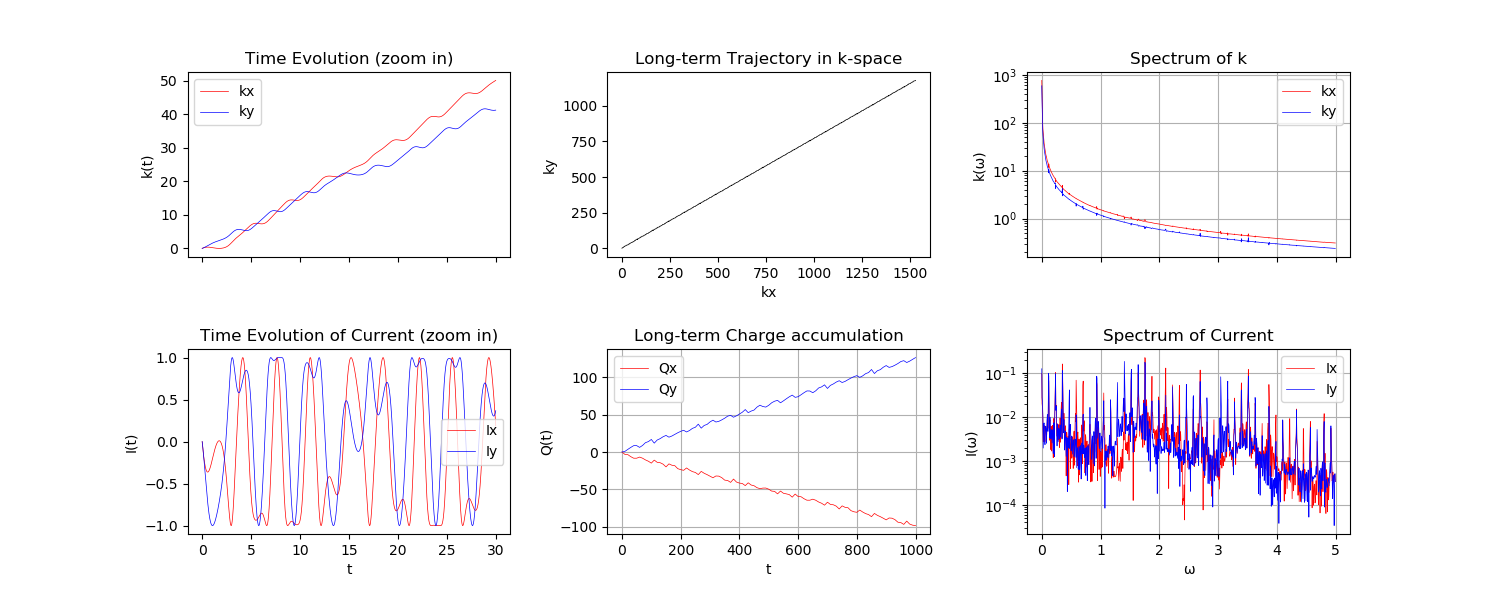 Time Evolution (zoom in)
k(t)
50
40
30
20
10
0
kx
ky
Long-term Trajectory in k-space
ky
1000
750
500
250
0
0 250 500 750 1000 1250 1500
kx
Spectrum of k
k(ω)
10³
10²
10¹
10⁰
kx
ky
Time Evolution of Current (zoom in)
I(t)
1.0
0.5
0.0
−0.5
−1.0
Ix
Iy
0 5 10 15 20 25 30
t
Long-term Charge accumulation
Q(t)
100
50
0
−50
−100
Qx
Qy
0 200 400 600 800 1000
t
Spectrum of Current
I(ω)
10⁻¹
10⁻²
10⁻³
10⁻⁴
Ix
Iy
0 1 2 3 4 5
ω